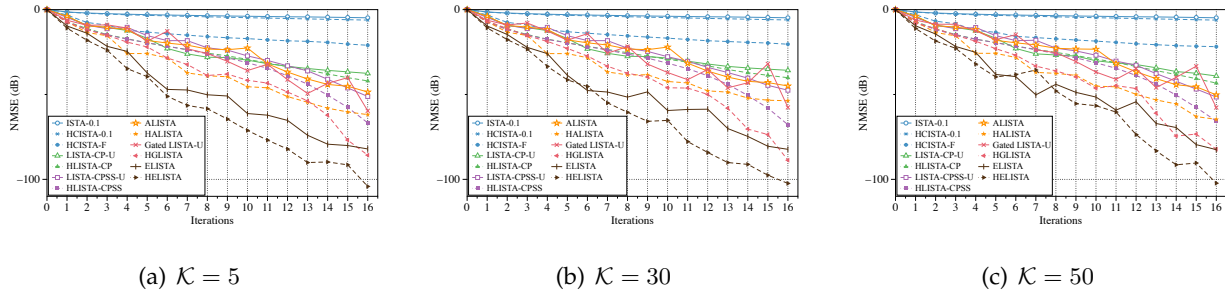 0
−100
NMSE (dB)
ISTA-0.1
HCISTA-0.1
HCISTA-F
LISTA-CP-U
HLISTA-CP
LISTA-CPSS-U
HLISTA-CPSS
ALISTA
HALISTA
Gated LISTA-U
HGLISTA
ELISTA
HELISTA
0 1 2 3 4 5 6 7 8 9 10 11 12 13 14 15 16
Iterations
(a) 𝒦 = 5
0
−100
NMSE (dB)
ISTA-0.1
HCISTA-0.1
HCISTA-F
LISTA-CP-U
HLISTA-CP
LISTA-CPSS-U
HLISTA-CPSS
ALISTA
HALISTA
Gated LISTA-U
HGLISTA
ELISTA
HELISTA
0 1 2 3 4 5 6 7 8 9 10 11 12 13 14 15 16
Iterations
(b) 𝒦 = 30
0
−100
NMSE (dB)
ISTA-0.1
HCISTA-0.1
HCISTA-F
LISTA-CP-U
HLISTA-CP
LISTA-CPSS-U
HLISTA-CPSS
ALISTA
HALISTA
Gated LISTA-U
HGLISTA
ELISTA
HELISTA
0 1 2 3 4 5 6 7 8 9 10 11 12 13 14 15 16
Iterations
(c) 𝒦 = 50